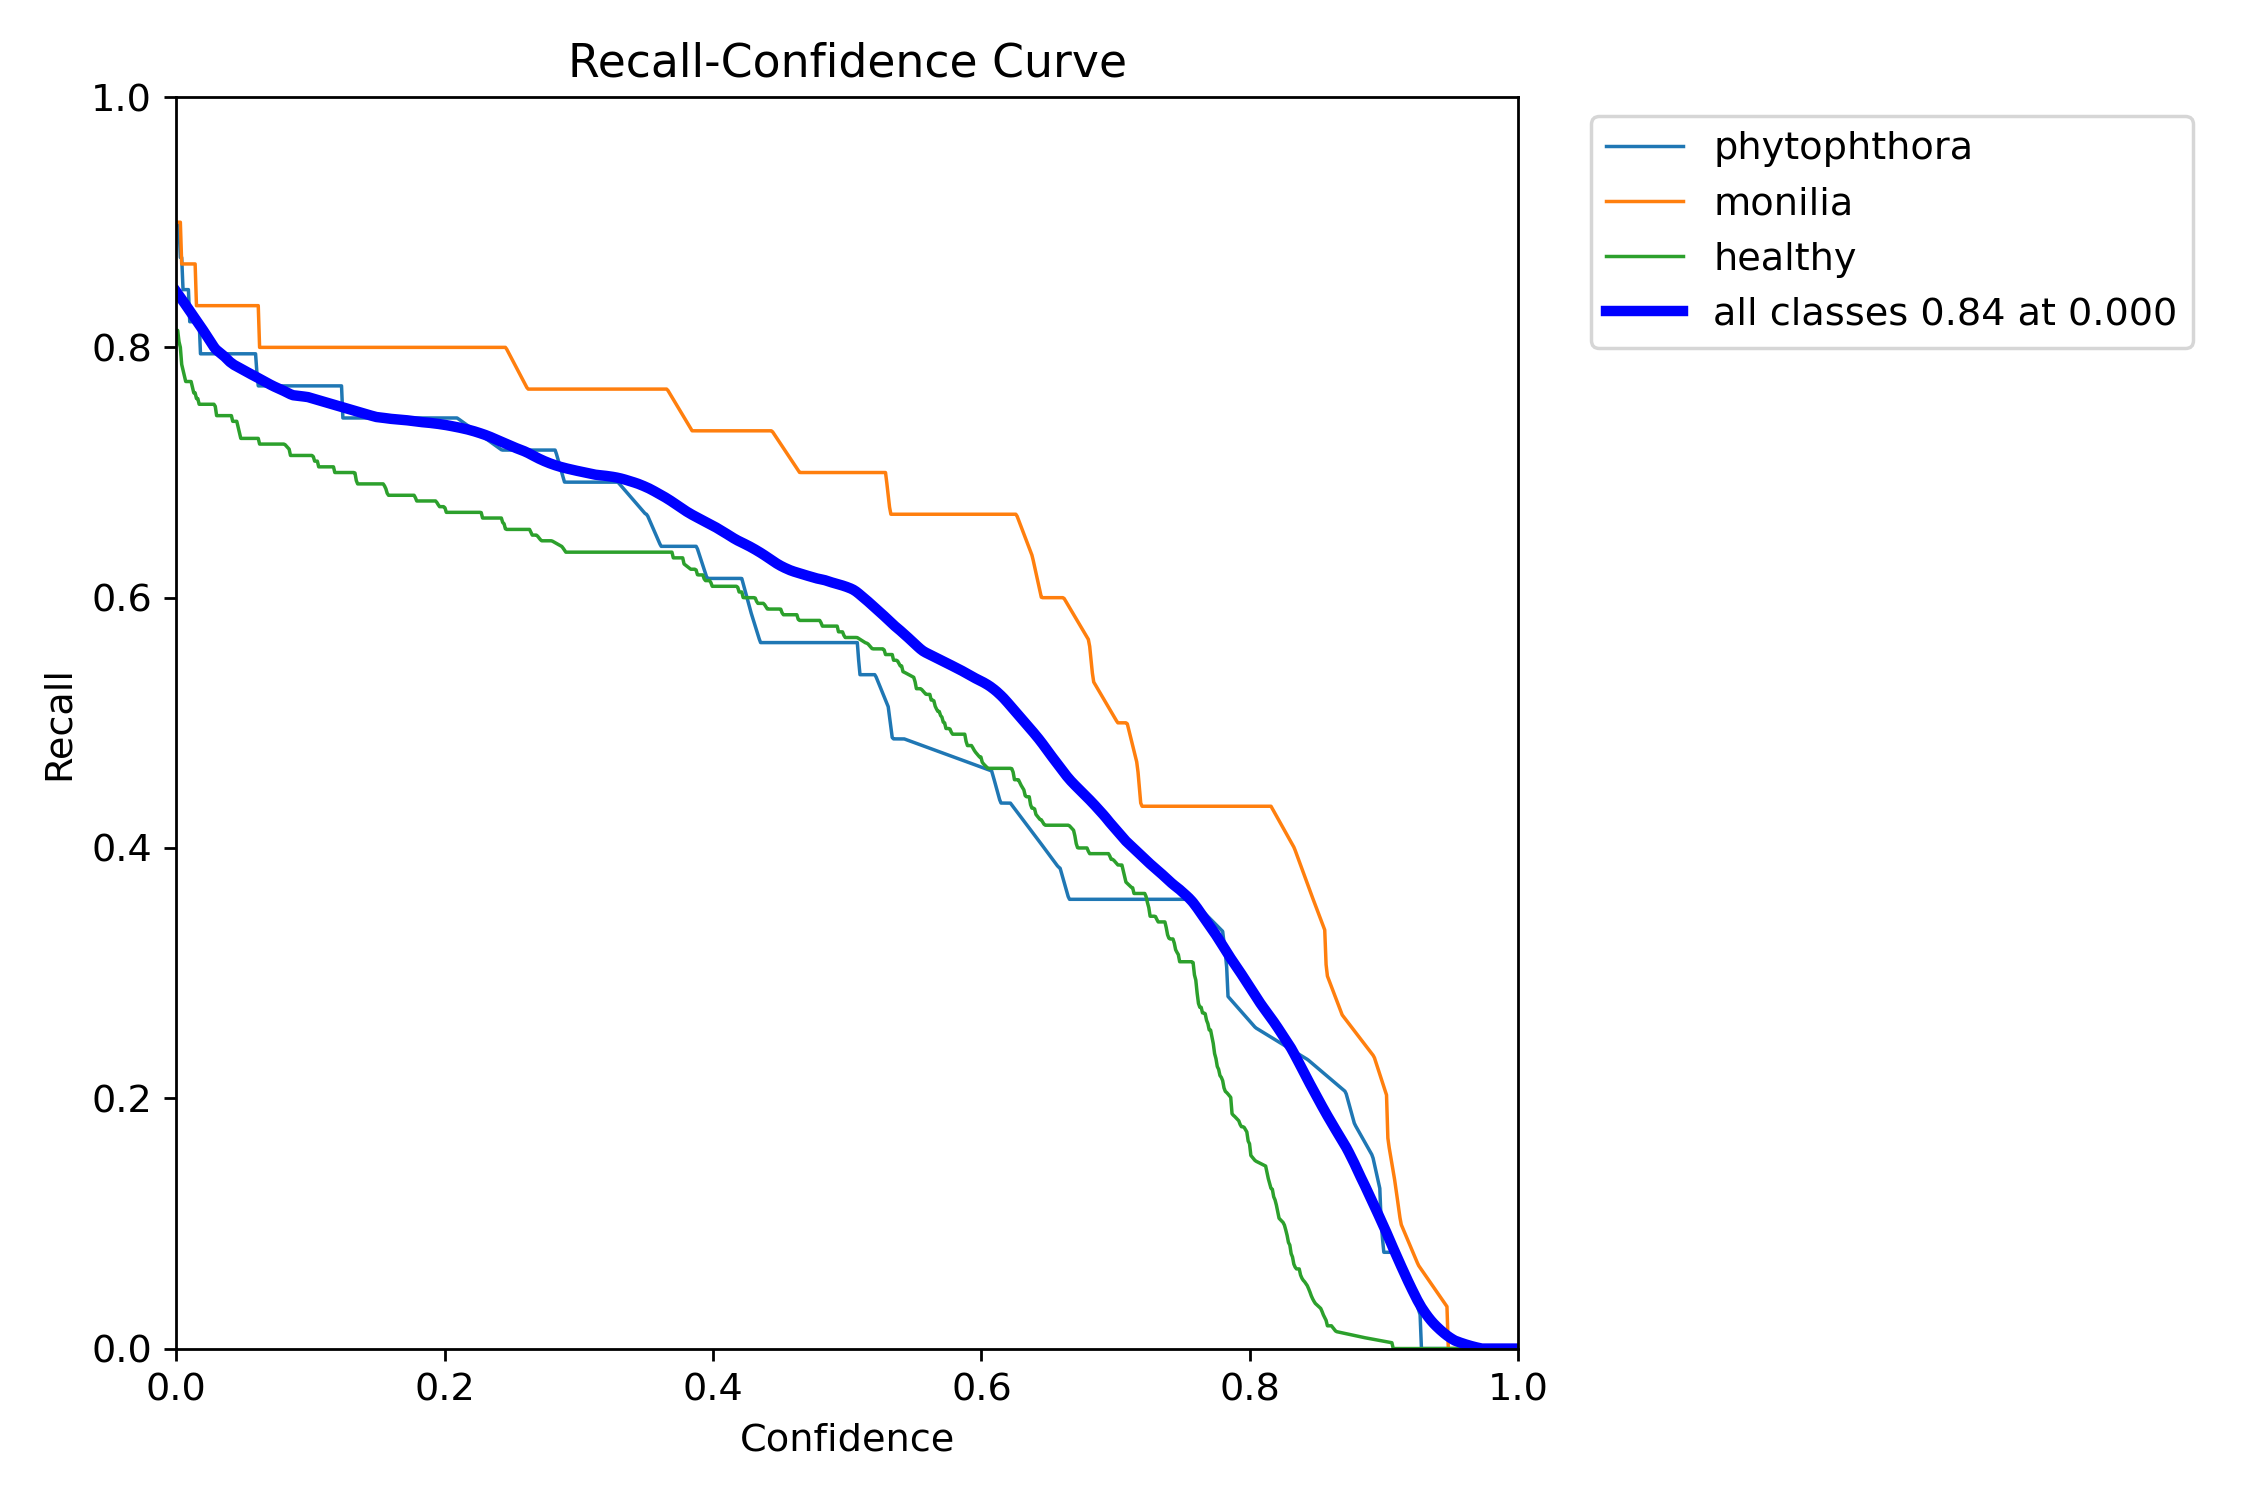 Recall-Confidence Curve
1.0
0.8
0.6
0.4
0.2
0.0
Recall
0.0 0.2 0.4 0.6 0.8 1.0
Confidence
phytophthora
monilia
healthy
all classes 0.84 at 0.000